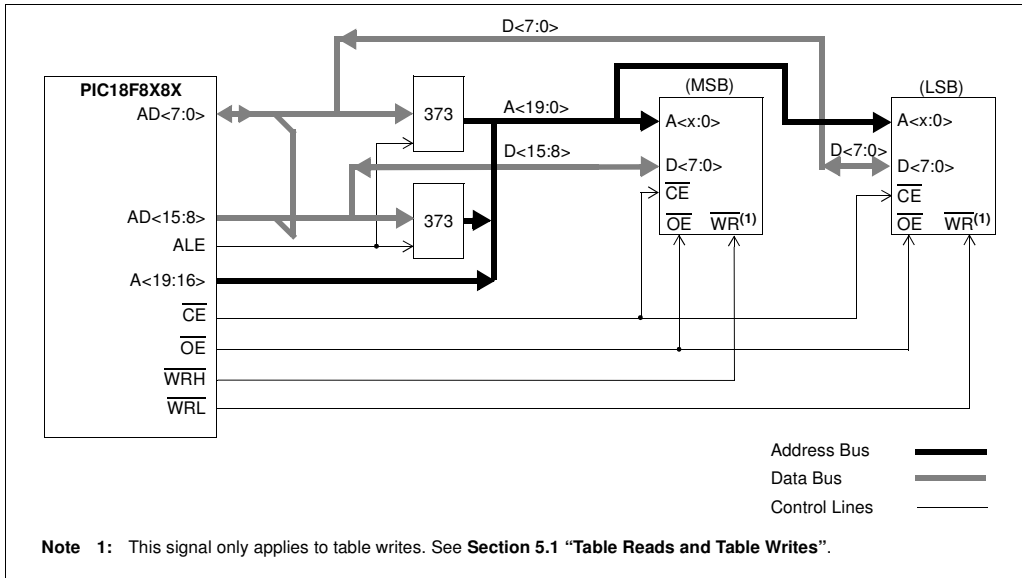 D<7:0>
PIC18F8X8X
AD<7:0>
373
A<19:0>
(MSB)
(LSB)
A<x:0>
A<x:0>
D<15:8>
D<7:0>
D<7:0>
D<7:0>
CE
CE
AD<15:8>
373
OE WR(1)
OE WR(1)
ALE
A<19:16>
CE
OE
WRH
WRL
Address Bus
Data Bus
Control Lines
Note 1: This signal only applies to table writes. See Section 5.1 “Table Reads and Table Writes”.